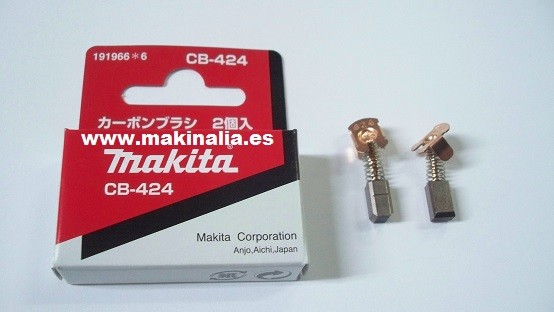 191966*6 CB-424
カーボンブラシ 2個入
www.makinalia.es
makita®
CB-424
Makita Corporation
Anjo,Aichi,Japan